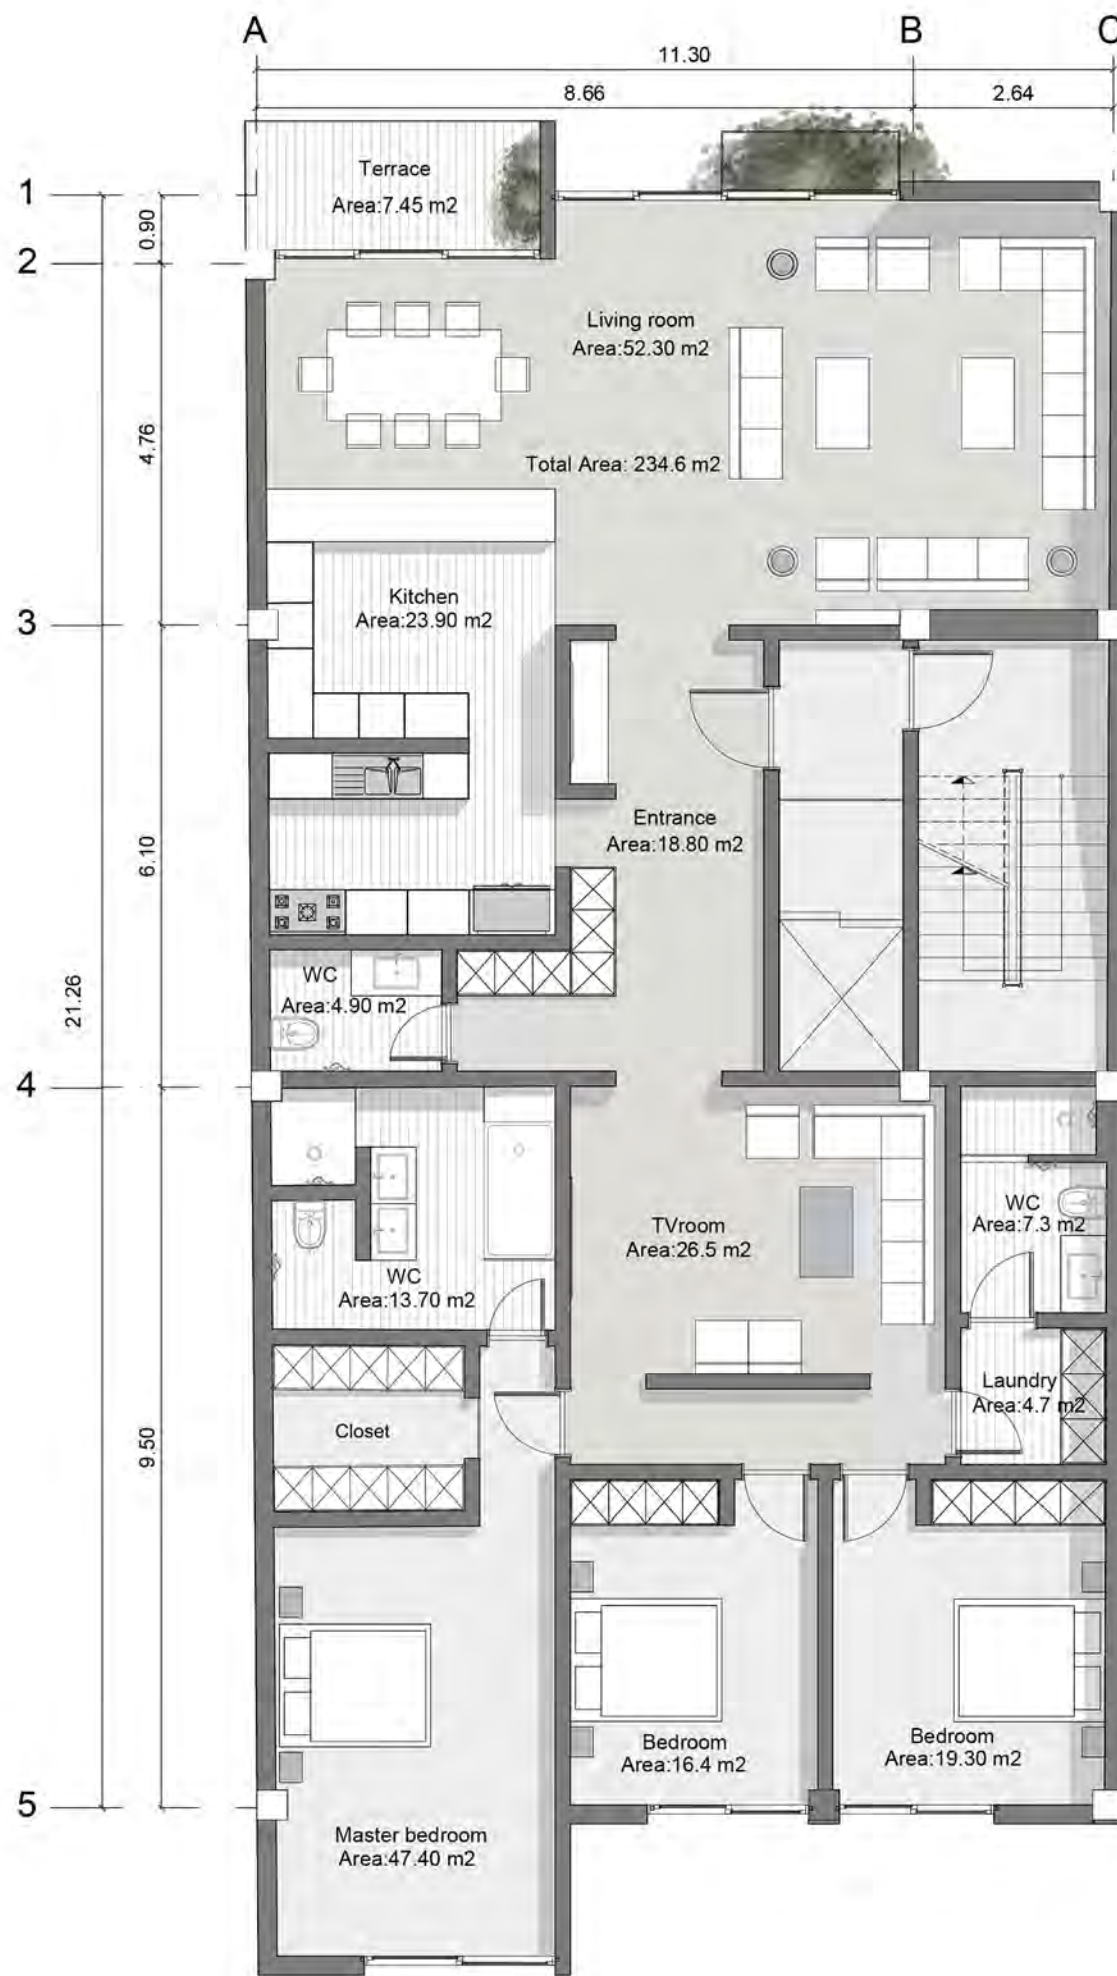 A
B
C
11.30
8.66
2.64
1
Terrace
Area:7.45 m2
0.90
2
Living room
Area:52.30 m2
4.76
Total Area: 234.6 m2
Kitchen
Area:23.90 m2
3
Entrance
Area:18.80 m2
6.10
WC
Area:4.90 m2
21.26
4
WC
Area:7.3 m2
TVroom
Area:26.5 m2
WC
Area:13.70 m2
Laundry
Area:4.7 m2
Closet
9.50
Bedroom
Area:16.4 m2
Bedroom
Area:19.30 m2
5
Master bedroom
Area:47.40 m2